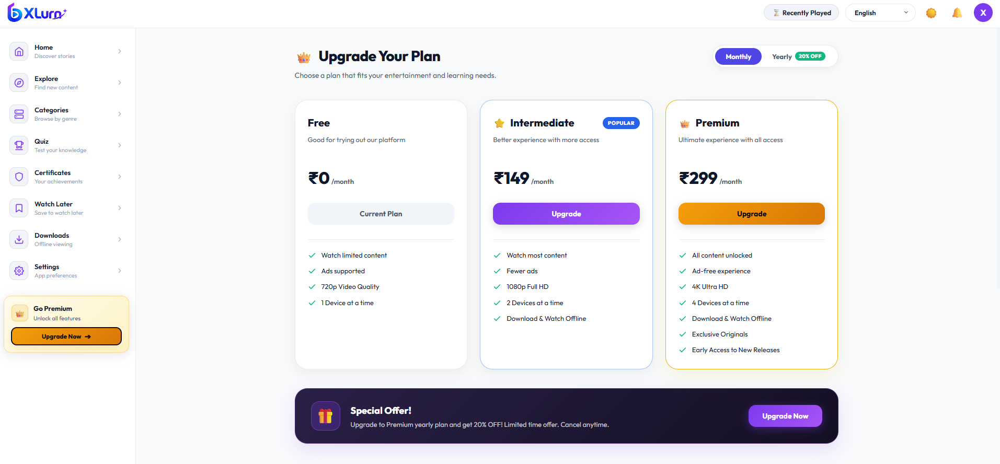 XLurn
Recently Played
English
X
Home
Discover stories
Explore
Find new content
Categories
Browse by genre
Quiz
Test your knowledge
Certificates
Your achievements
Watch Later
Save to watch later
Downloads
Offline viewing
Settings
App preferences
Go Premium
Unlock all features
Upgrade Now →
Upgrade Your Plan
Choose a plan that fits your entertainment and learning needs.
Monthly
Yearly 20% OFF
Free
Good for trying out our platform
₹0 /month
Current Plan
Watch limited content
Ads supported
720p Video Quality
1 Device at a time
Intermediate POPULAR
Better experience with more access
₹149 /month
Upgrade
Watch most content
Fewer ads
1080p Full HD
2 Devices at a time
Download & Watch Offline
Premium
Ultimate experience with all access
₹299 /month
Upgrade
All content unlocked
Ad-free experience
4K Ultra HD
4 Devices at a time
Download & Watch Offline
Exclusive Originals
Early Access to New Releases
Special Offer!
Upgrade to Premium yearly plan and get 20% OFF! Limited time offer. Cancel anytime.
Upgrade Now